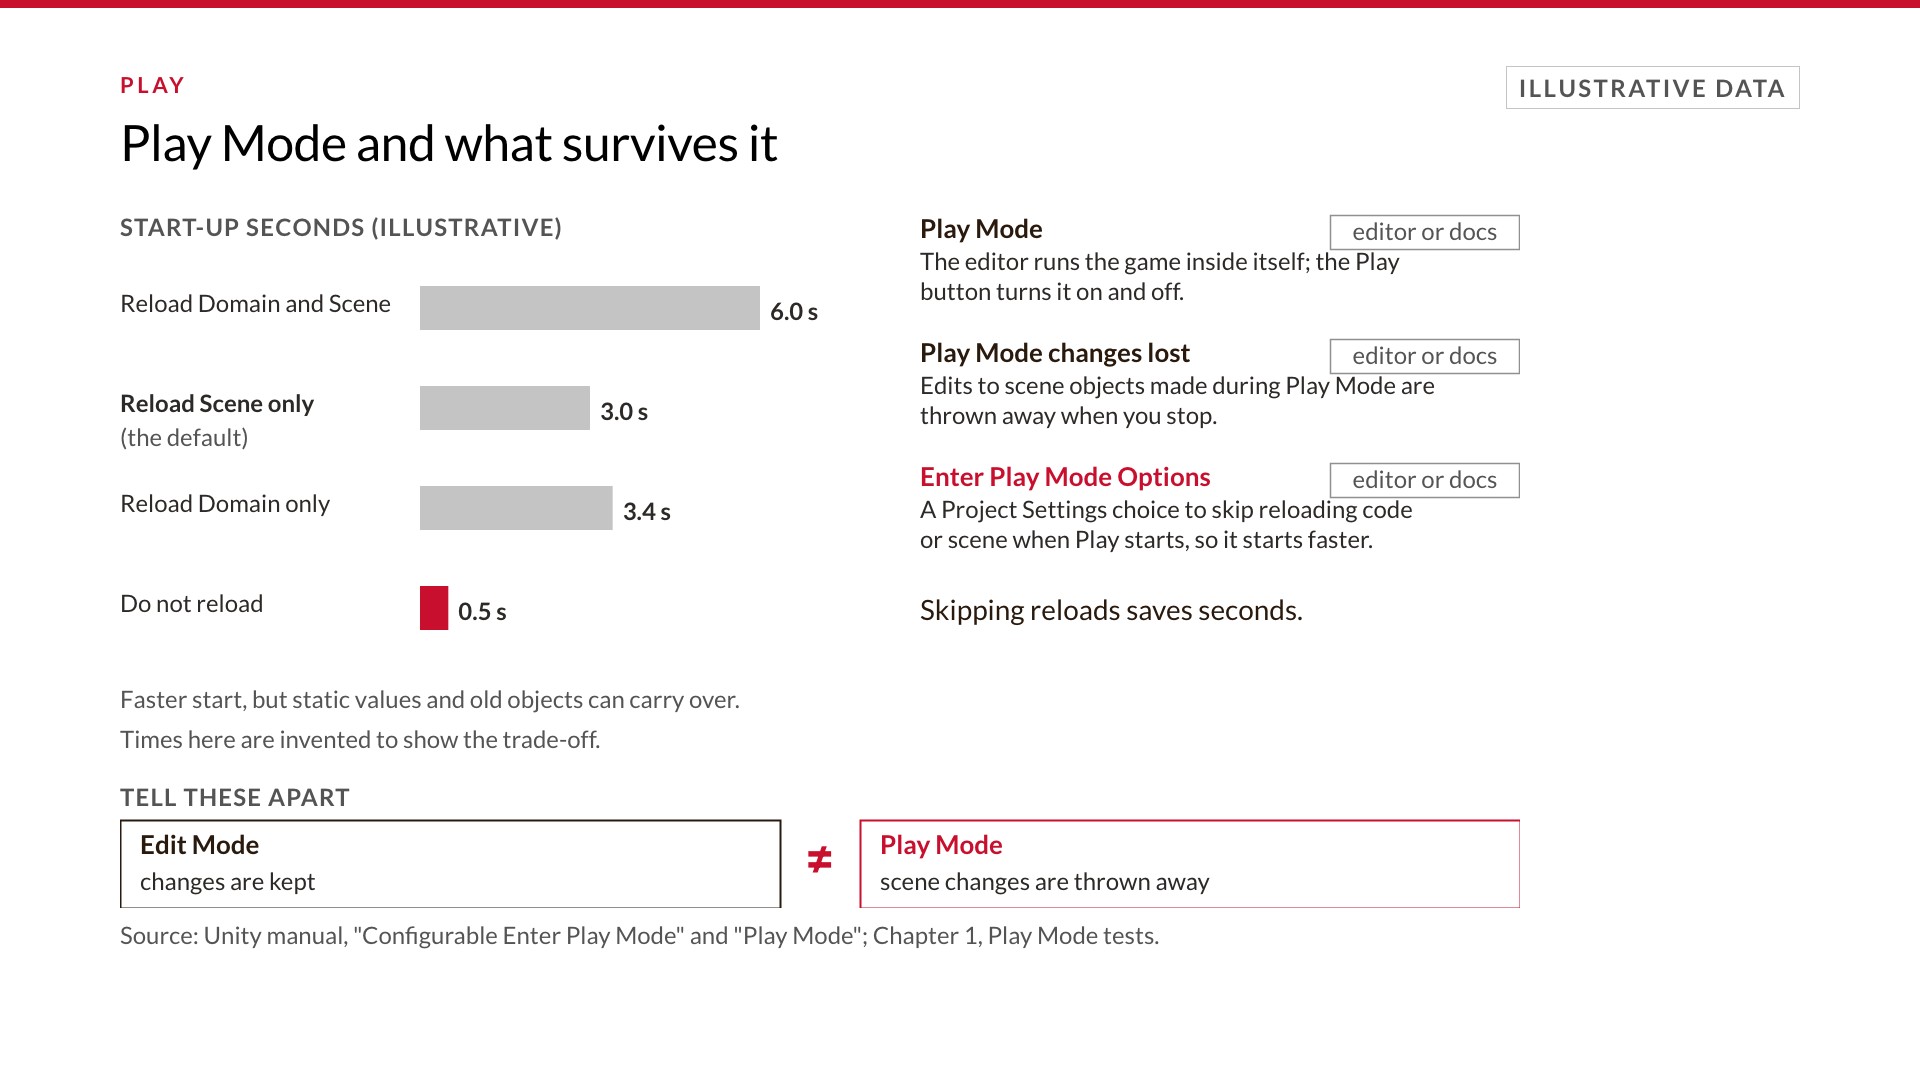 PLAY
ILLUSTRATIVE DATA
Play Mode and what survives it
START-UP SECONDS (ILLUSTRATIVE)
Reload Domain and Scene
6.0 s
Reload Scene only
(the default)
3.0 s
Reload Domain only
3.4 s
Do not reload
0.5 s
Faster start, but static values and old objects can carry over.
Times here are invented to show the trade-off.
Play Mode
editor or docs
The editor runs the game inside itself; the Play
button turns it on and off.
Play Mode changes lost
editor or docs
Edits to scene objects made during Play Mode are
thrown away when you stop.
Enter Play Mode Options
editor or docs
A Project Settings choice to skip reloading code
or scene when Play starts, so it starts faster.
Skipping reloads saves seconds.
TELL THESE APART
Edit Mode
changes are kept
≠
Play Mode
scene changes are thrown away
Source: Unity manual, "Configurable Enter Play Mode" and "Play Mode"; Chapter 1, Play Mode tests.